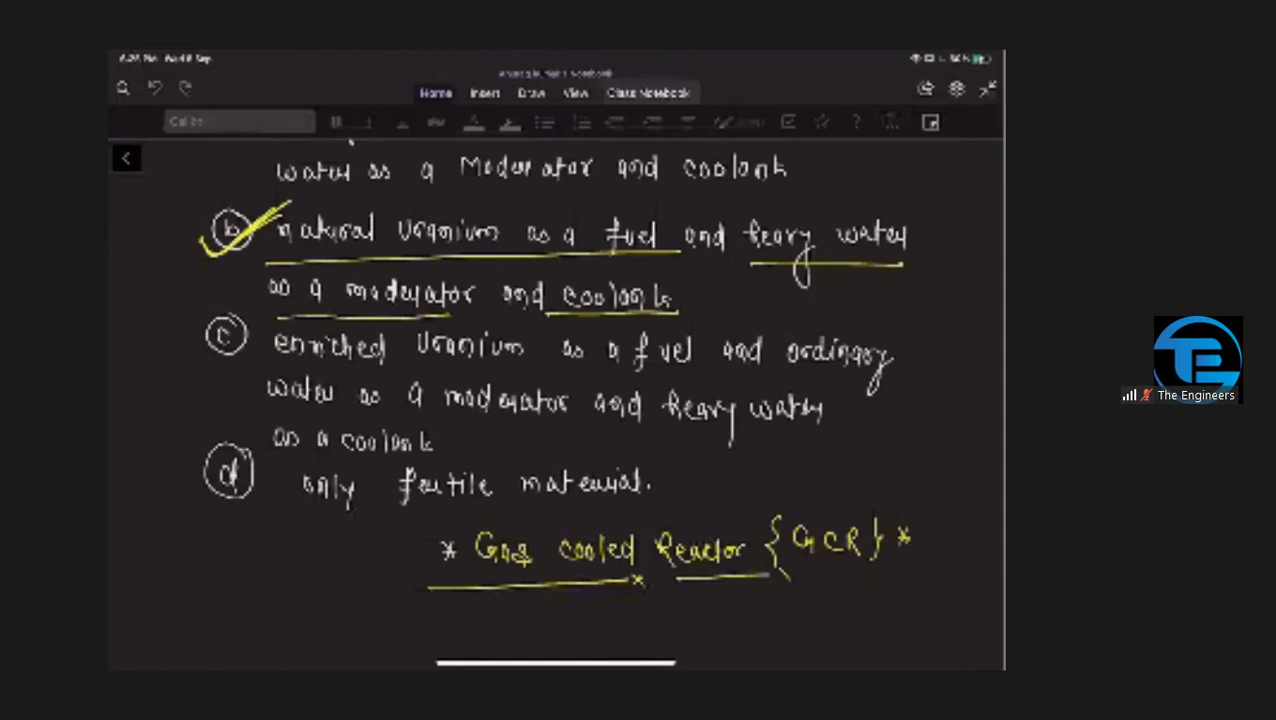 Home Insert Draw View Class Notebook
water as a Moderator and coolant
(b) natural Uranium as a fuel and heavy water
as a moderator and coolant
(c) enriched Uranium as a fuel and ordinary
water as a moderator and heavy water
as a coolant
(d) only fertile material.
* Gas cooled Reactor {GCR} *
The Engineers